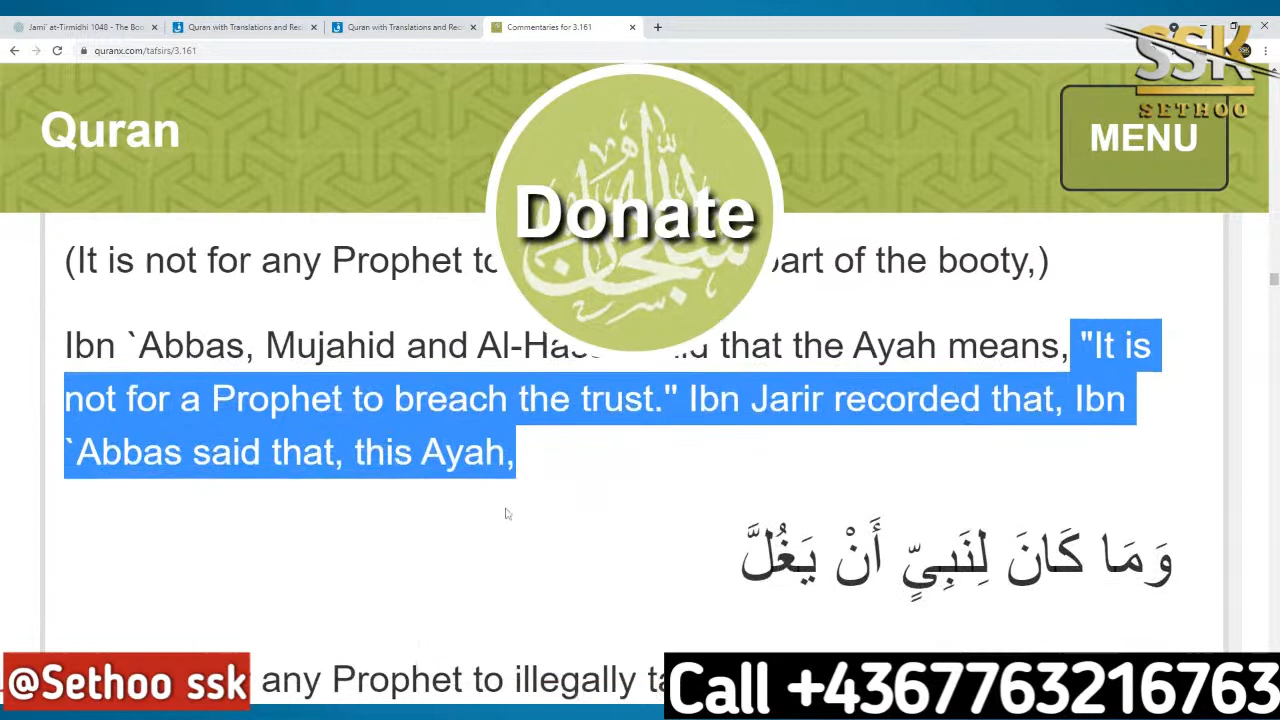 Jami` at-Tirmidhi 1048 - The Boo
Quran with Translations and Rec
Quran with Translations and Rec
Commentaries for 3.161
quranx.com/tafsirs/3.161
SSK
SETHOO
Quran
Donate
MENU
(It is not for any Prophet to part of the booty,)
Ibn `Abbas, Mujahid and Al-Has that the Ayah means, "It is
not for a Prophet to breach the trust." Ibn Jarir recorded that, Ibn
`Abbas said that, this Ayah,
وَمَا كَانَ لِنَبِىٍّ أَنْ يَغُلَّ
@Sethoo ssk any Prophet to illegally ta
Call +4367763216763